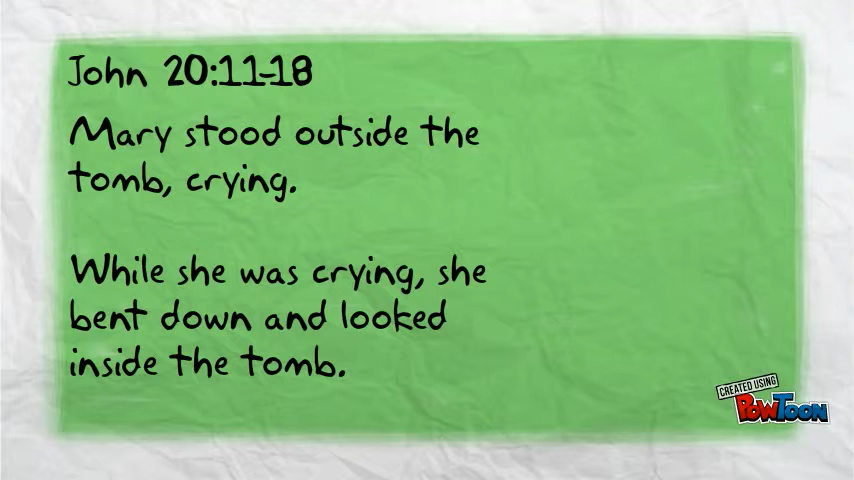 John 20:11-18
Mary stood outside the
tomb, crying.
While she was crying, she
bent down and looked
inside the tomb.
CREATED USING
POWTOON